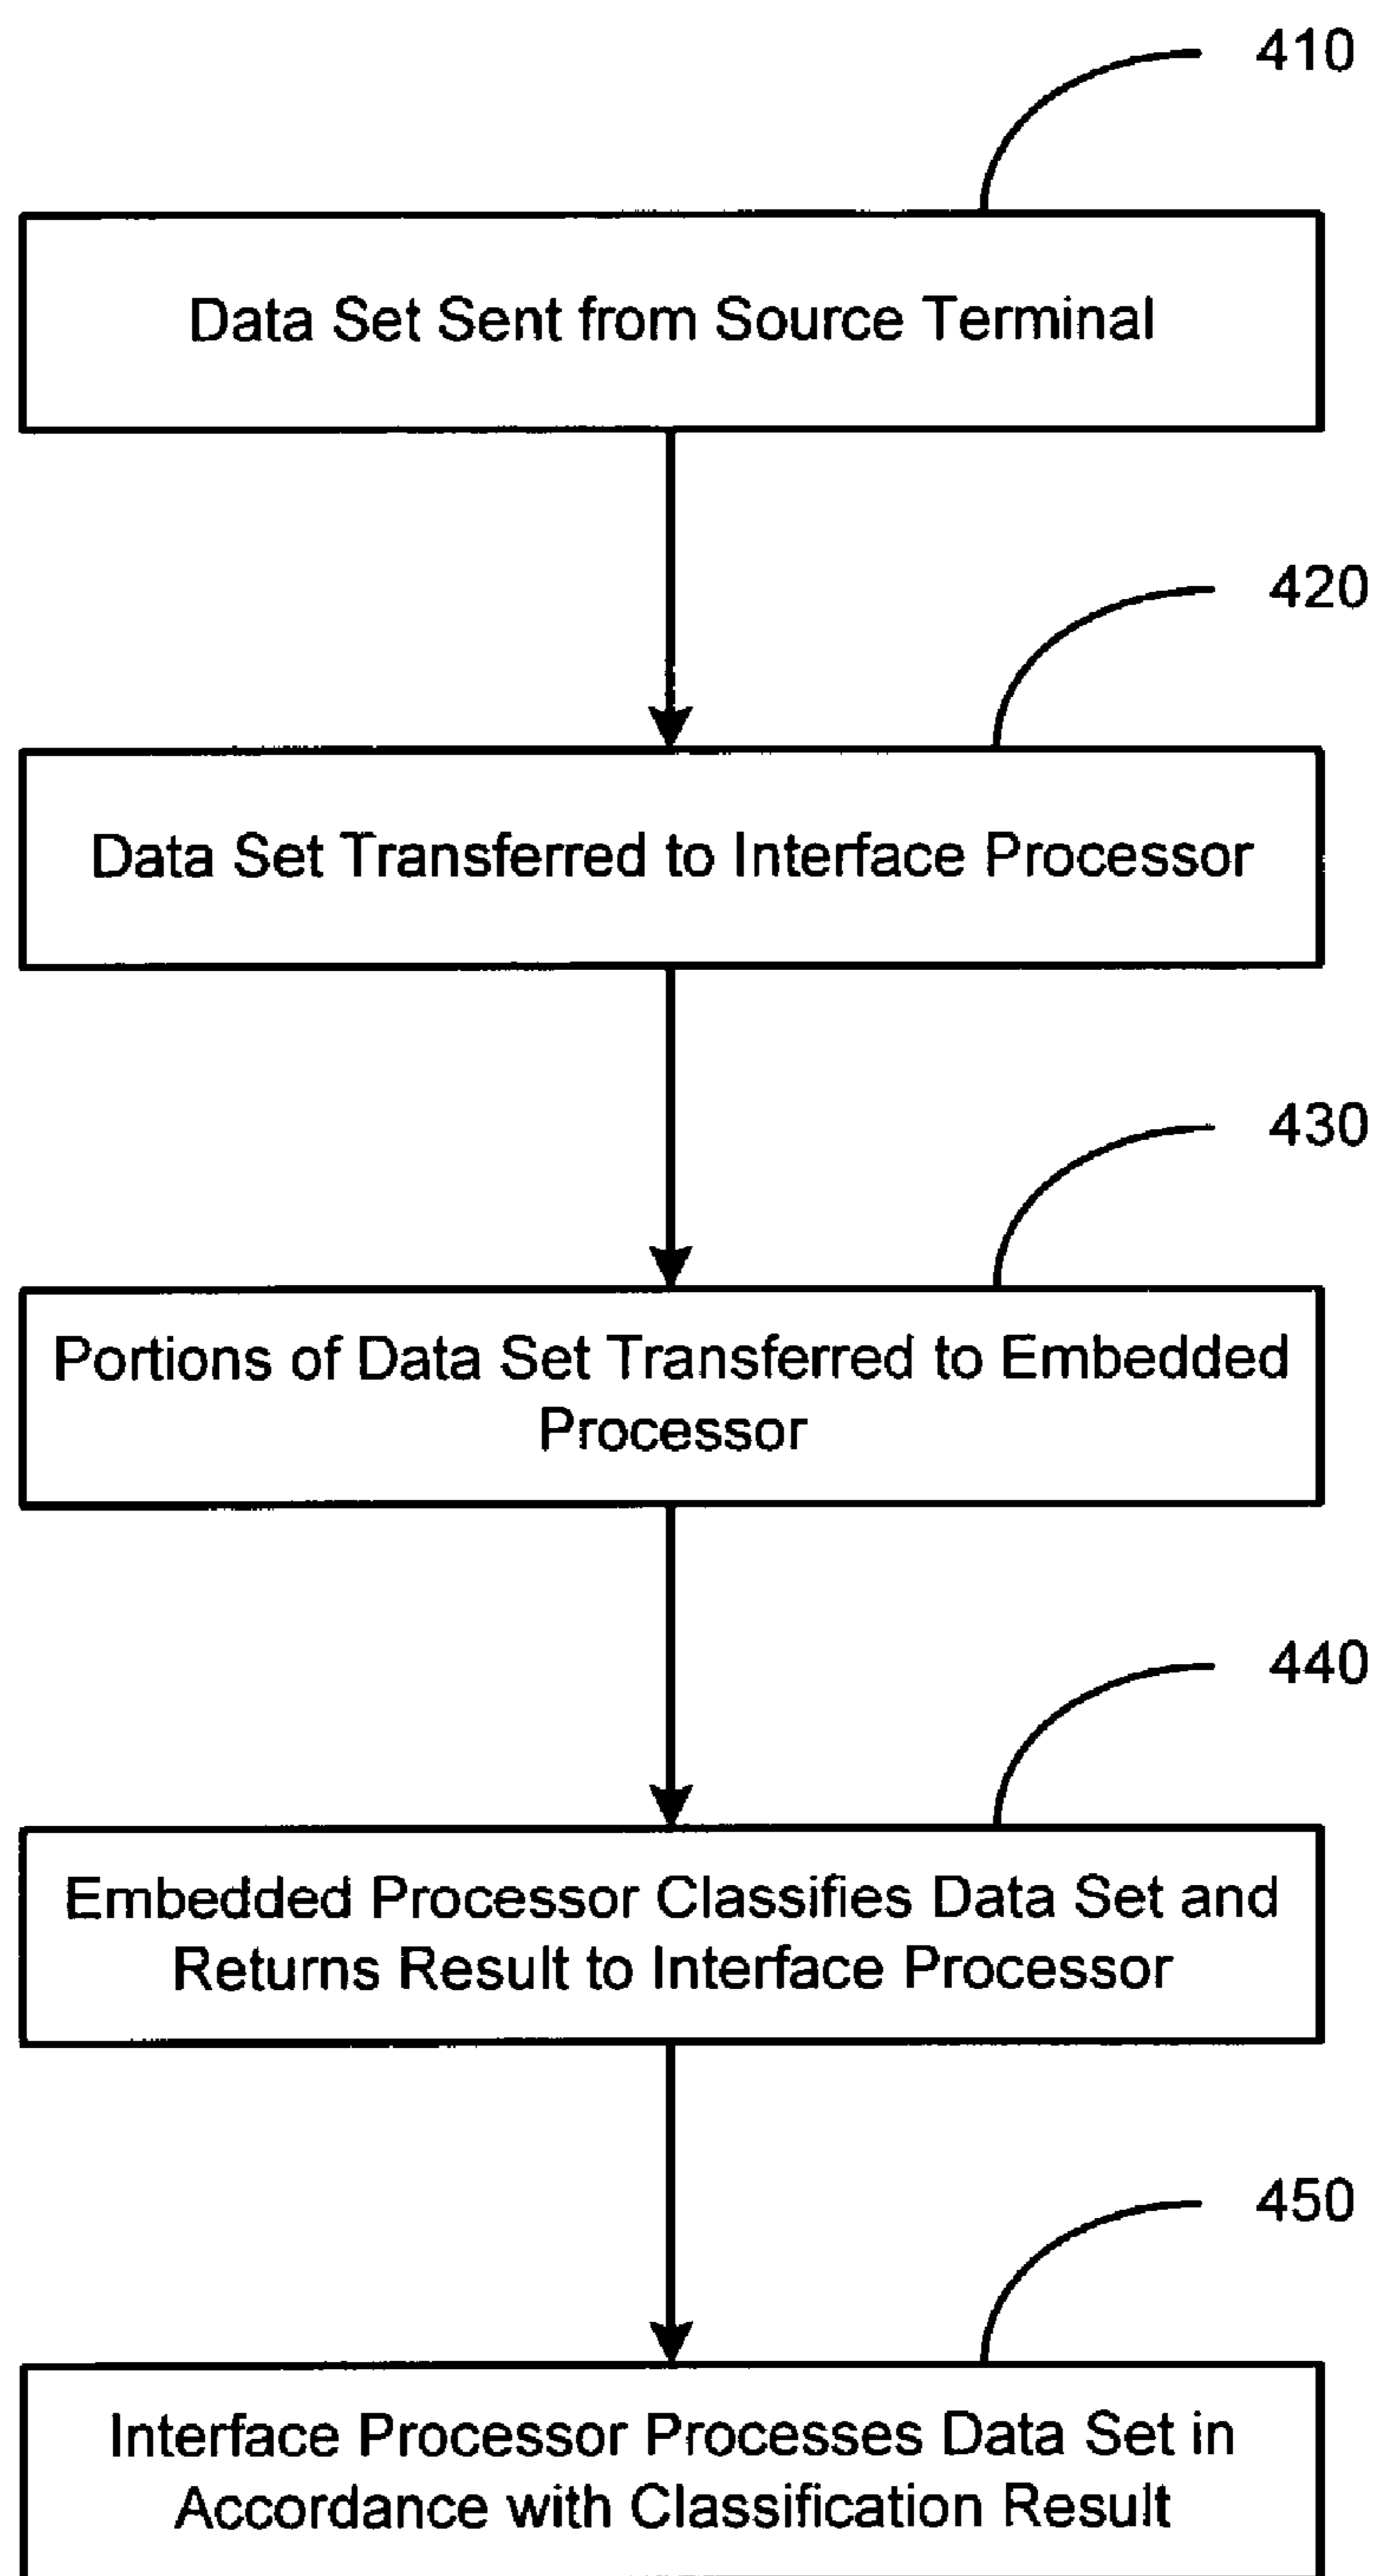 410
Data Set Sent from Source Terminal
420
Data Set Transferred to Interface Processor
430
Portions of Data Set Transferred to Embedded
Processor
440
Embedded Processor Classifies Data Set and
Returns Result to Interface Processor
450
Interface Processor Processes Data Set in
Accordance with Classification Result